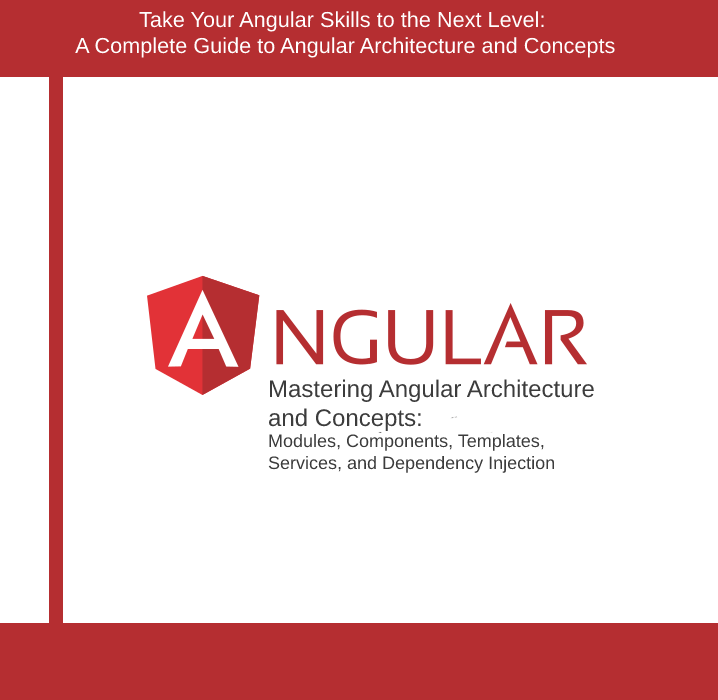 Take Your Angular Skills to the Next Level:
A Complete Guide to Angular Architecture and Concepts
ANGULAR
Mastering Angular Architecture
and Concepts:
Modules, Components, Templates,
Services, and Dependency Injection